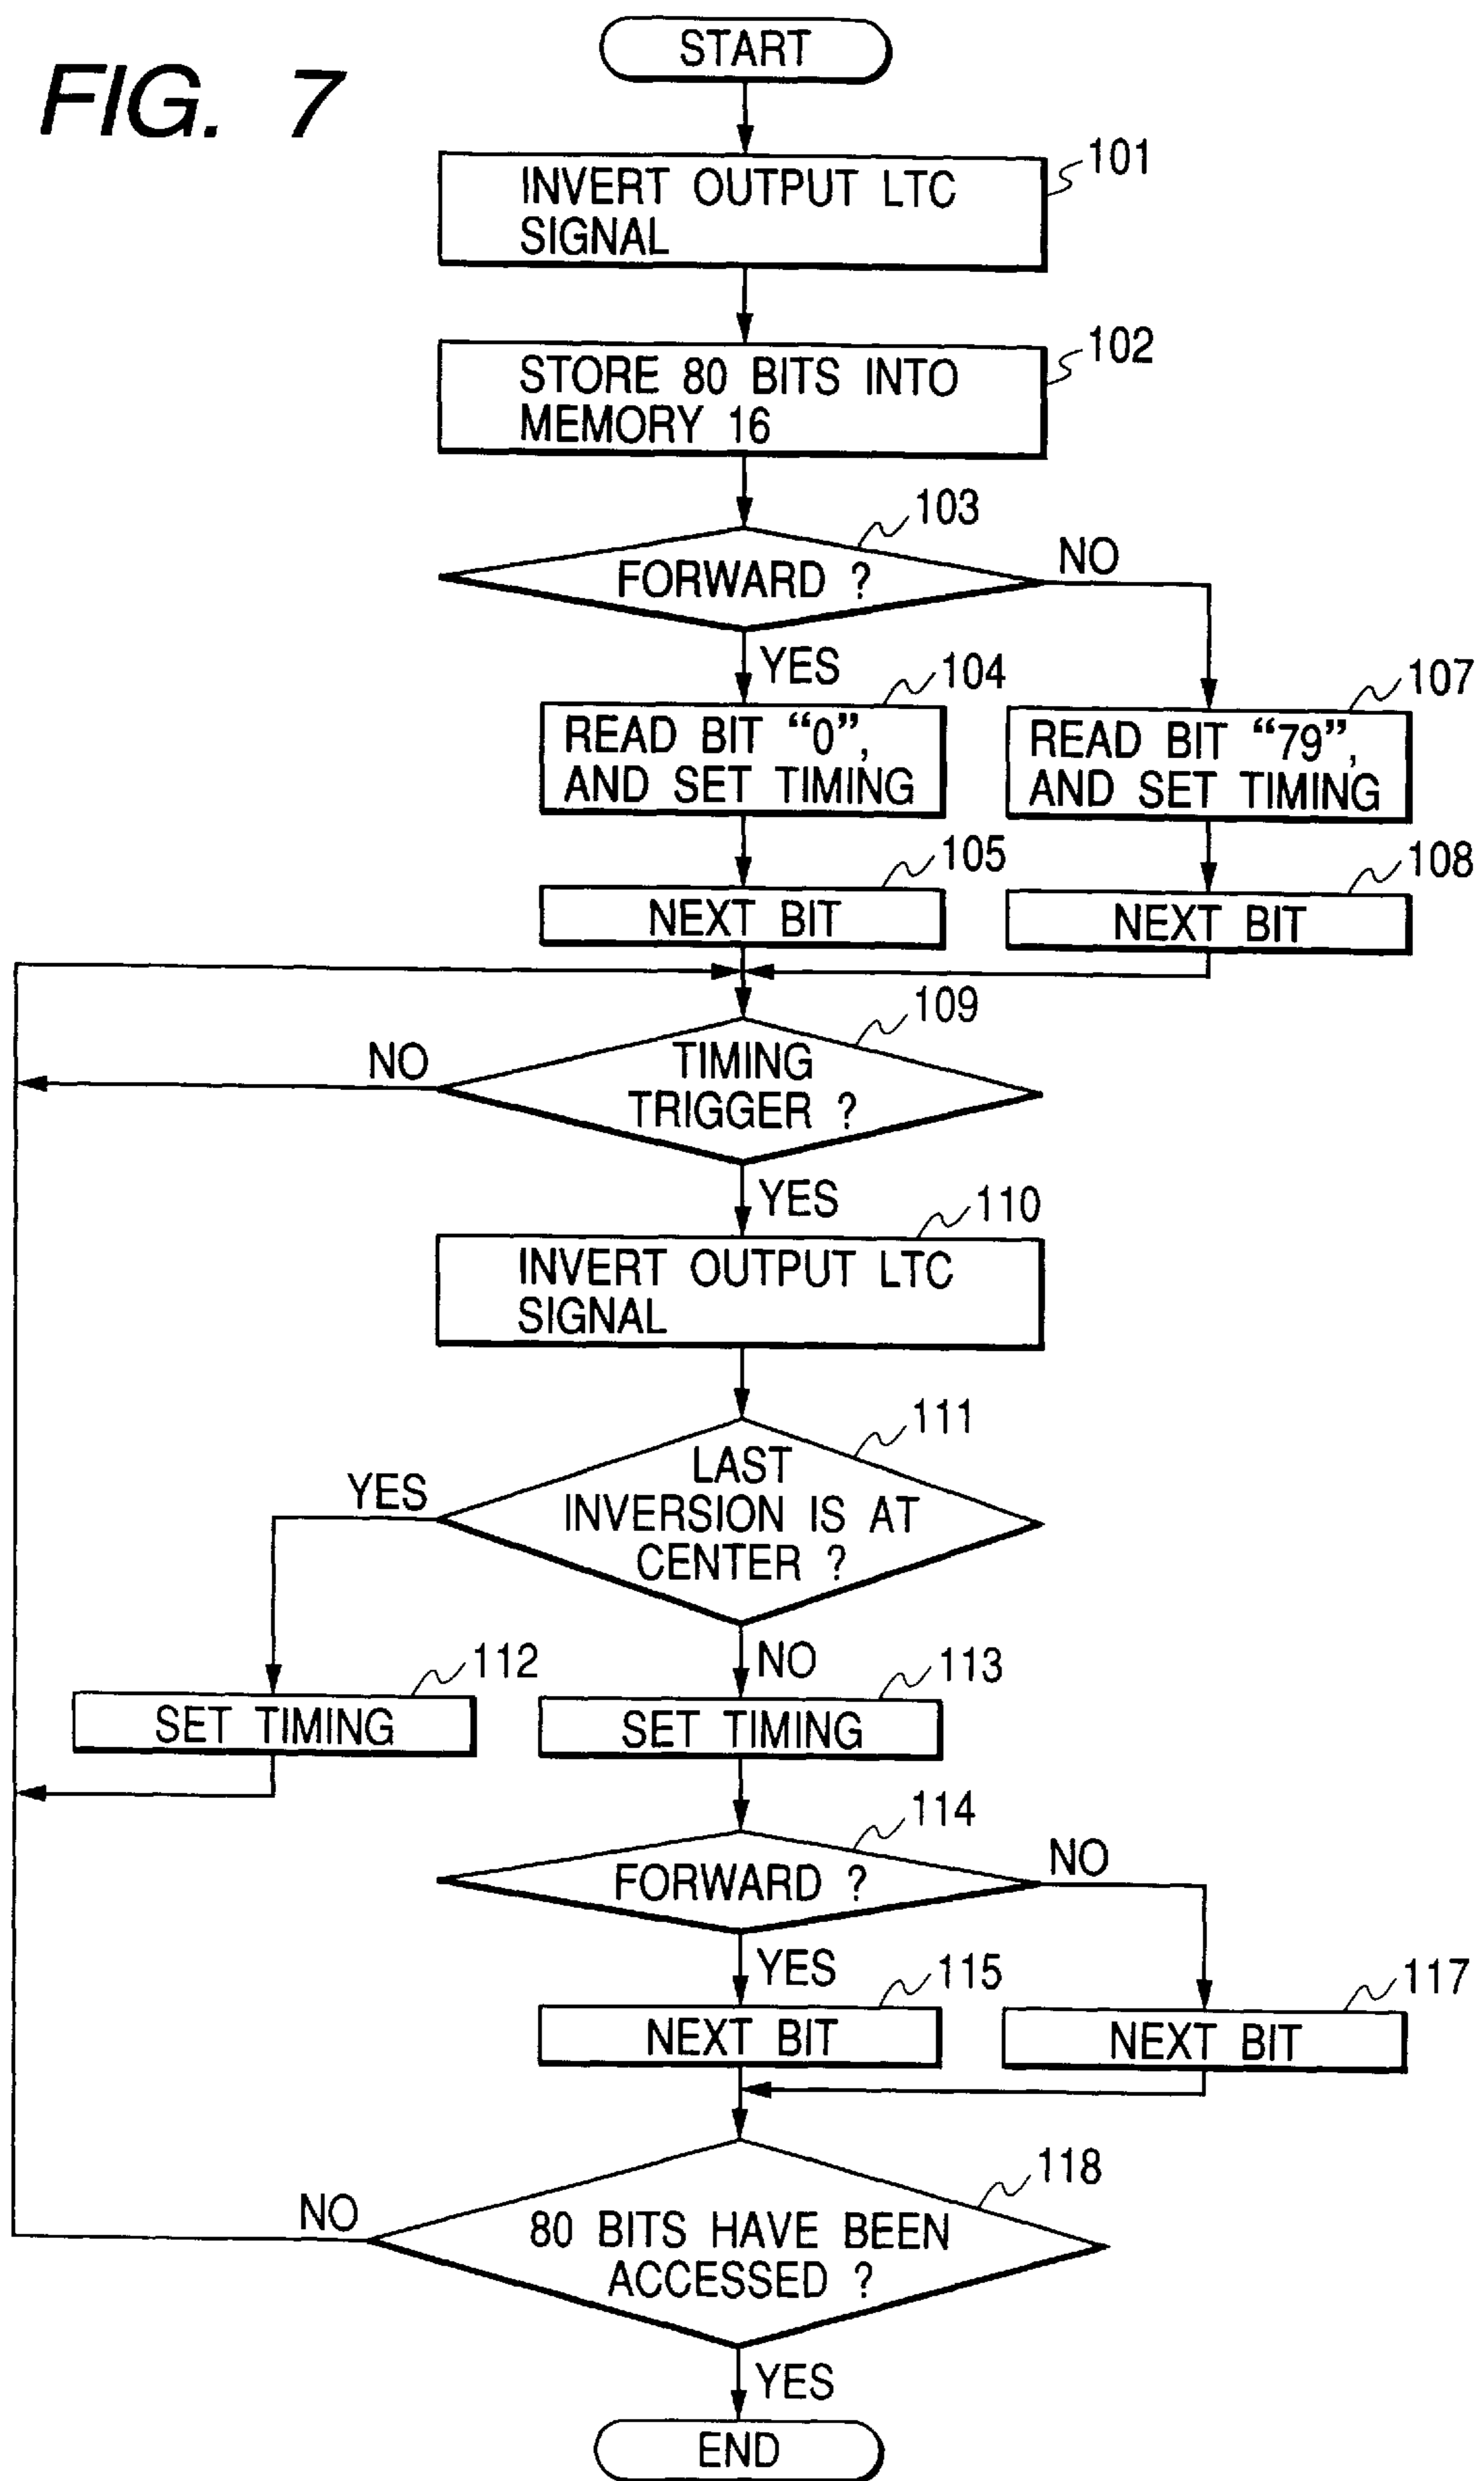 FIG. 7
START
INVERT OUTPUT LTC
SIGNAL
101
STORE 80 BITS INTO
MEMORY 16
102
FORWARD ?
103
NO
YES
READ BIT “0”,
AND SET TIMING
104
READ BIT “79”,
AND SET TIMING
107
NEXT BIT
105
NEXT BIT
108
TIMING
TRIGGER ?
109
NO
YES
INVERT OUTPUT LTC
SIGNAL
110
LAST
INVERSION IS AT
CENTER ?
111
YES
NO
SET TIMING
112
SET TIMING
113
FORWARD ?
114
NO
YES
NEXT BIT
115
NEXT BIT
117
80 BITS HAVE BEEN
ACCESSED ?
118
NO
YES
END